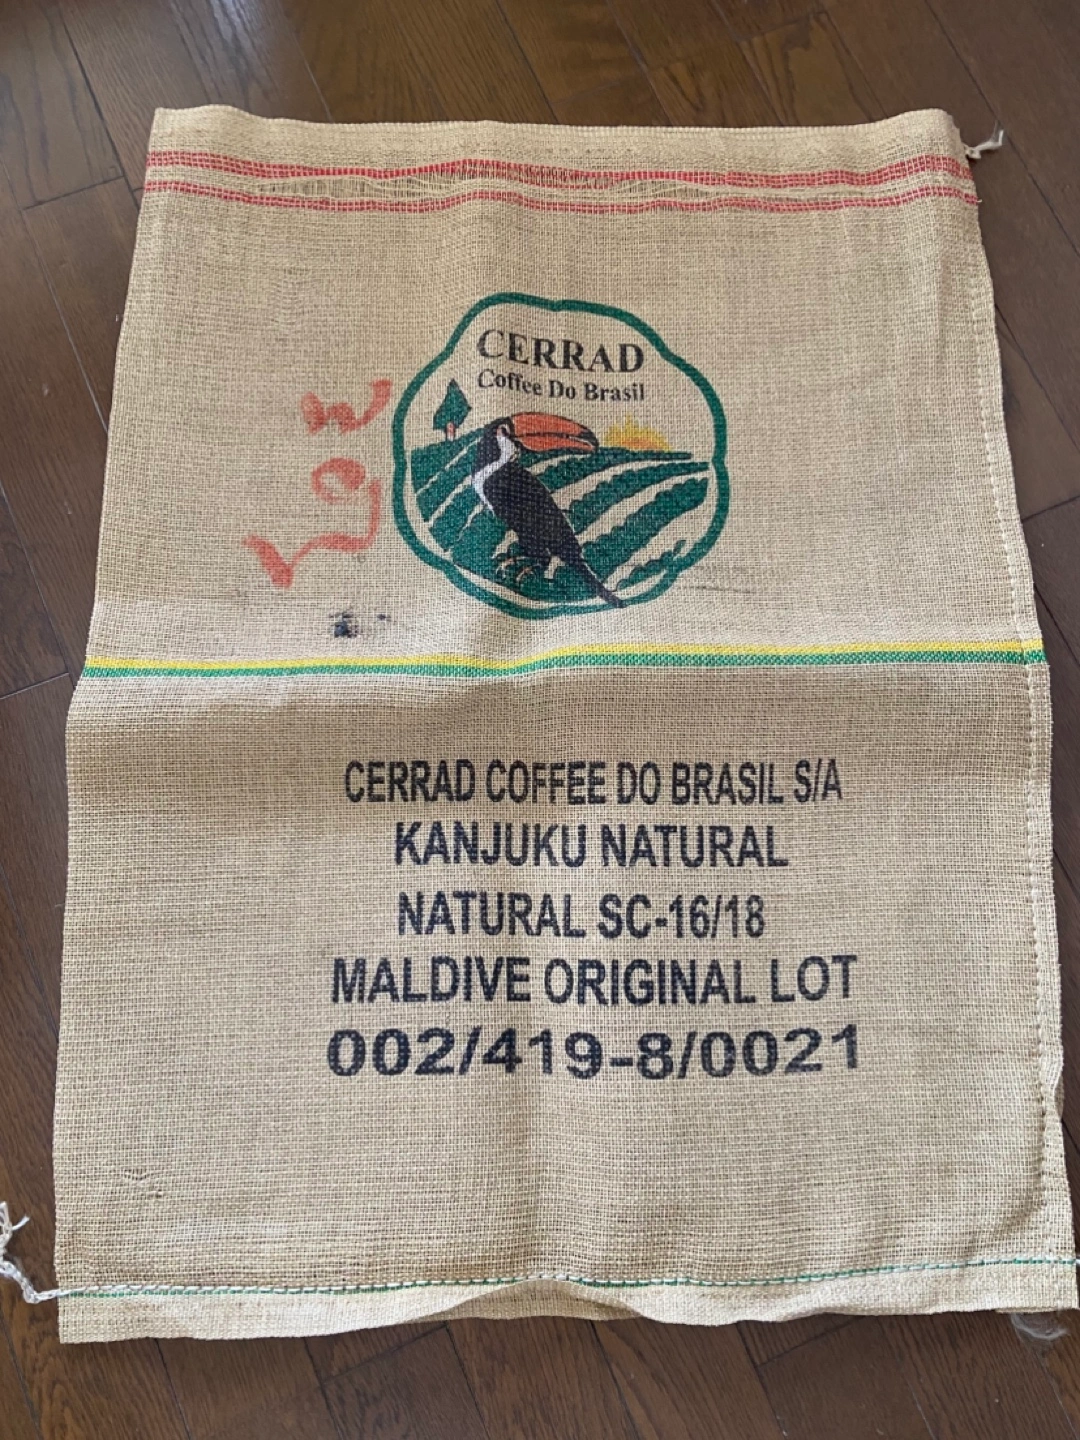 CERRAD
Coffee Do Brasil
CERRAD COFFEE DO BRASIL S/A
KANJUKU NATURAL
NATURAL SC-16/18
MALDIVE ORIGINAL LOT
002/419-8/0021